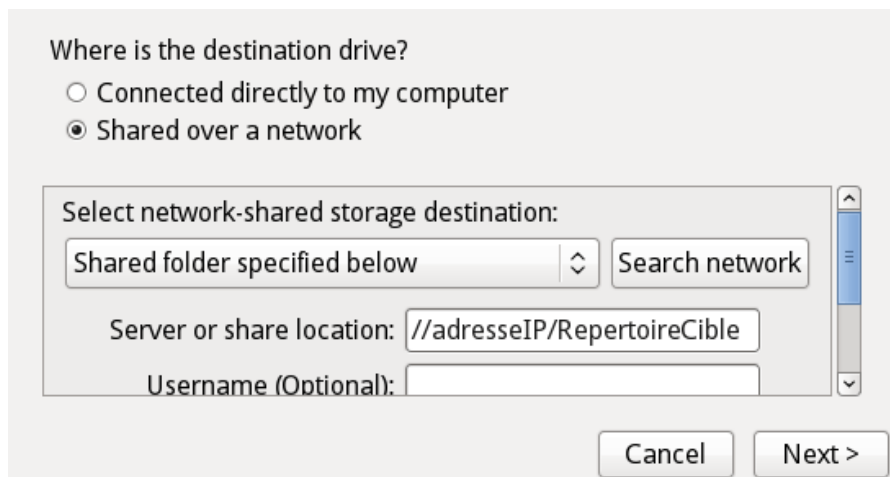 Where is the destination drive?
Connected directly to my computer
Shared over a network
Select network-shared storage destination:
Shared folder specified below
Search network
Server or share location: //adresseIP/RepertoireCible
Username (Optional):
Cancel
Next >